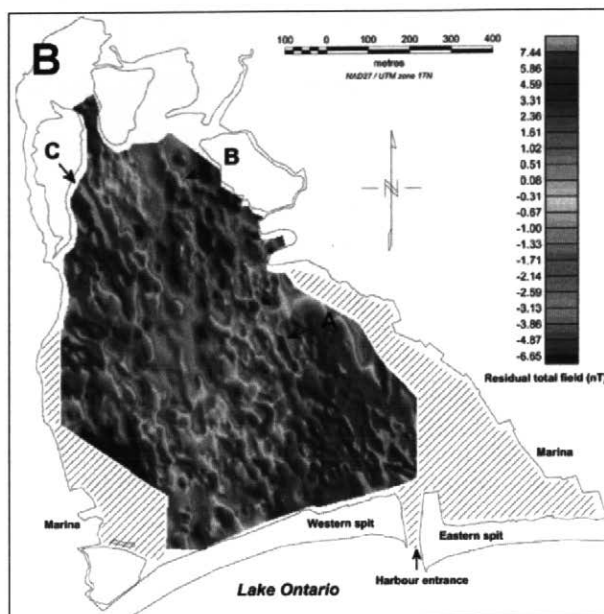 B
100 0 100 200 300 400
metres
NAD27 / UTM zone 17N
C
B
N
A
7.44
5.86
4.39
3.31
2.36
1.61
1.02
0.51
0.08
-0.31
-0.67
-1.00
-1.33
-1.71
-2.14
-2.59
-3.13
-3.86
-4.87
-6.65
Residual total field (nT)
Marina
Marina
Western spit
Eastern spit
Harbour entrance
Lake Ontario